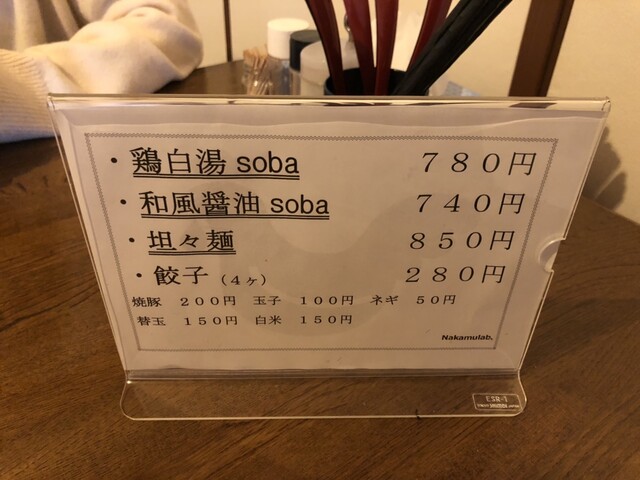 ・鶏白湯 soba　７８０円
・和風醤油 soba　７４０円
・坦々麺　８５０円
・餃子（４ヶ）　２８０円
焼豚　２００円　玉子　１００円　ネギ　５０円
替玉　１５０円　白米　１５０円
Nakamulab.
ESR-1